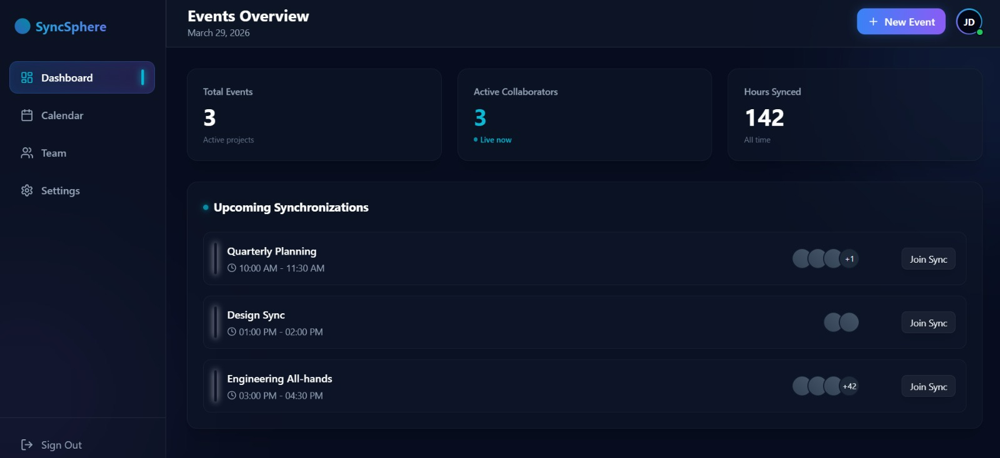 SyncSphere
Dashboard
Calendar
Team
Settings
Sign Out
Events Overview
March 29, 2026
New Event
JD
Total Events
3
Active projects
Active Collaborators
3
Live now
Hours Synced
142
All time
Upcoming Synchronizations
Quarterly Planning
10:00 AM - 11:30 AM
+1
Join Sync
Design Sync
01:00 PM - 02:00 PM
Join Sync
Engineering All-hands
03:00 PM - 04:30 PM
+42
Join Sync